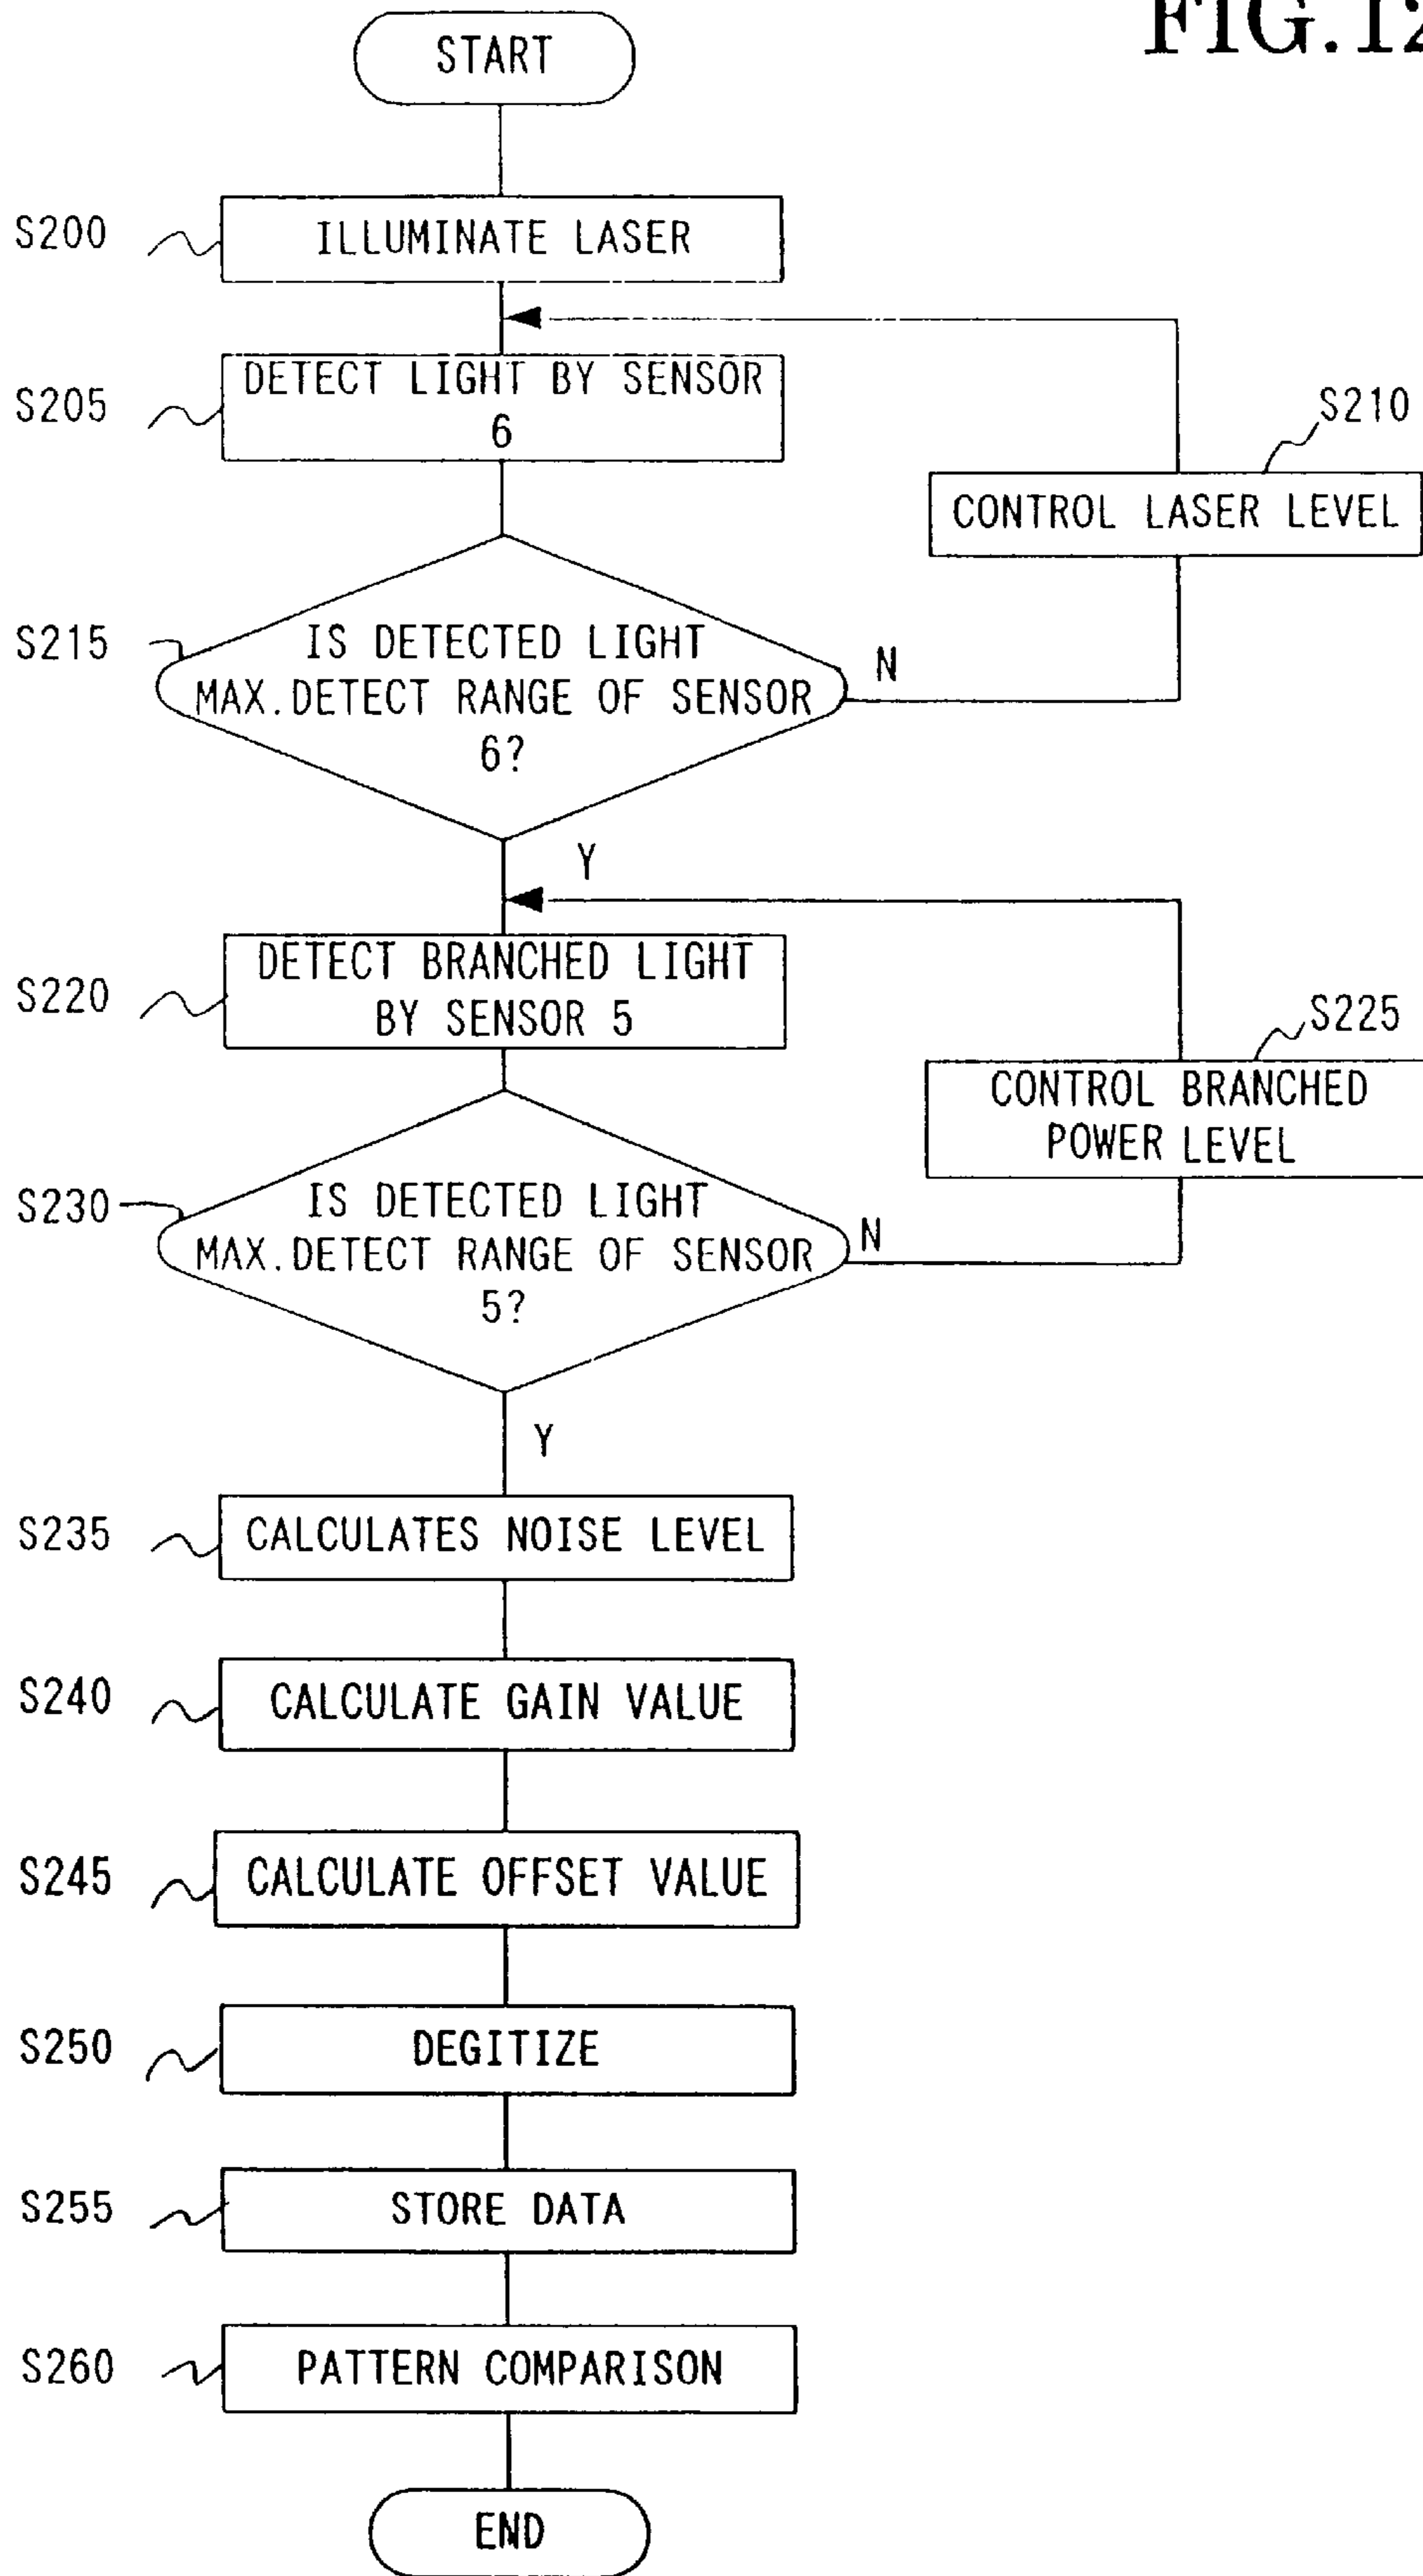 FIG.12
START
S200
ILLUMINATE LASER
S205
DETECT LIGHT BY SENSOR
6
S210
CONTROL LASER LEVEL
S215
IS DETECTED LIGHT
MAX.DETECT RANGE OF SENSOR
6?
N
Y
S220
DETECT BRANCHED LIGHT
BY SENSOR 5
S225
CONTROL BRANCHED
POWER LEVEL
S230
IS DETECTED LIGHT
MAX.DETECT RANGE OF SENSOR
5?
N
Y
S235
CALCULATES NOISE LEVEL
S240
CALCULATE GAIN VALUE
S245
CALCULATE OFFSET VALUE
S250
DEGITIZE
S255
STORE DATA
S260
PATTERN COMPARISON
END